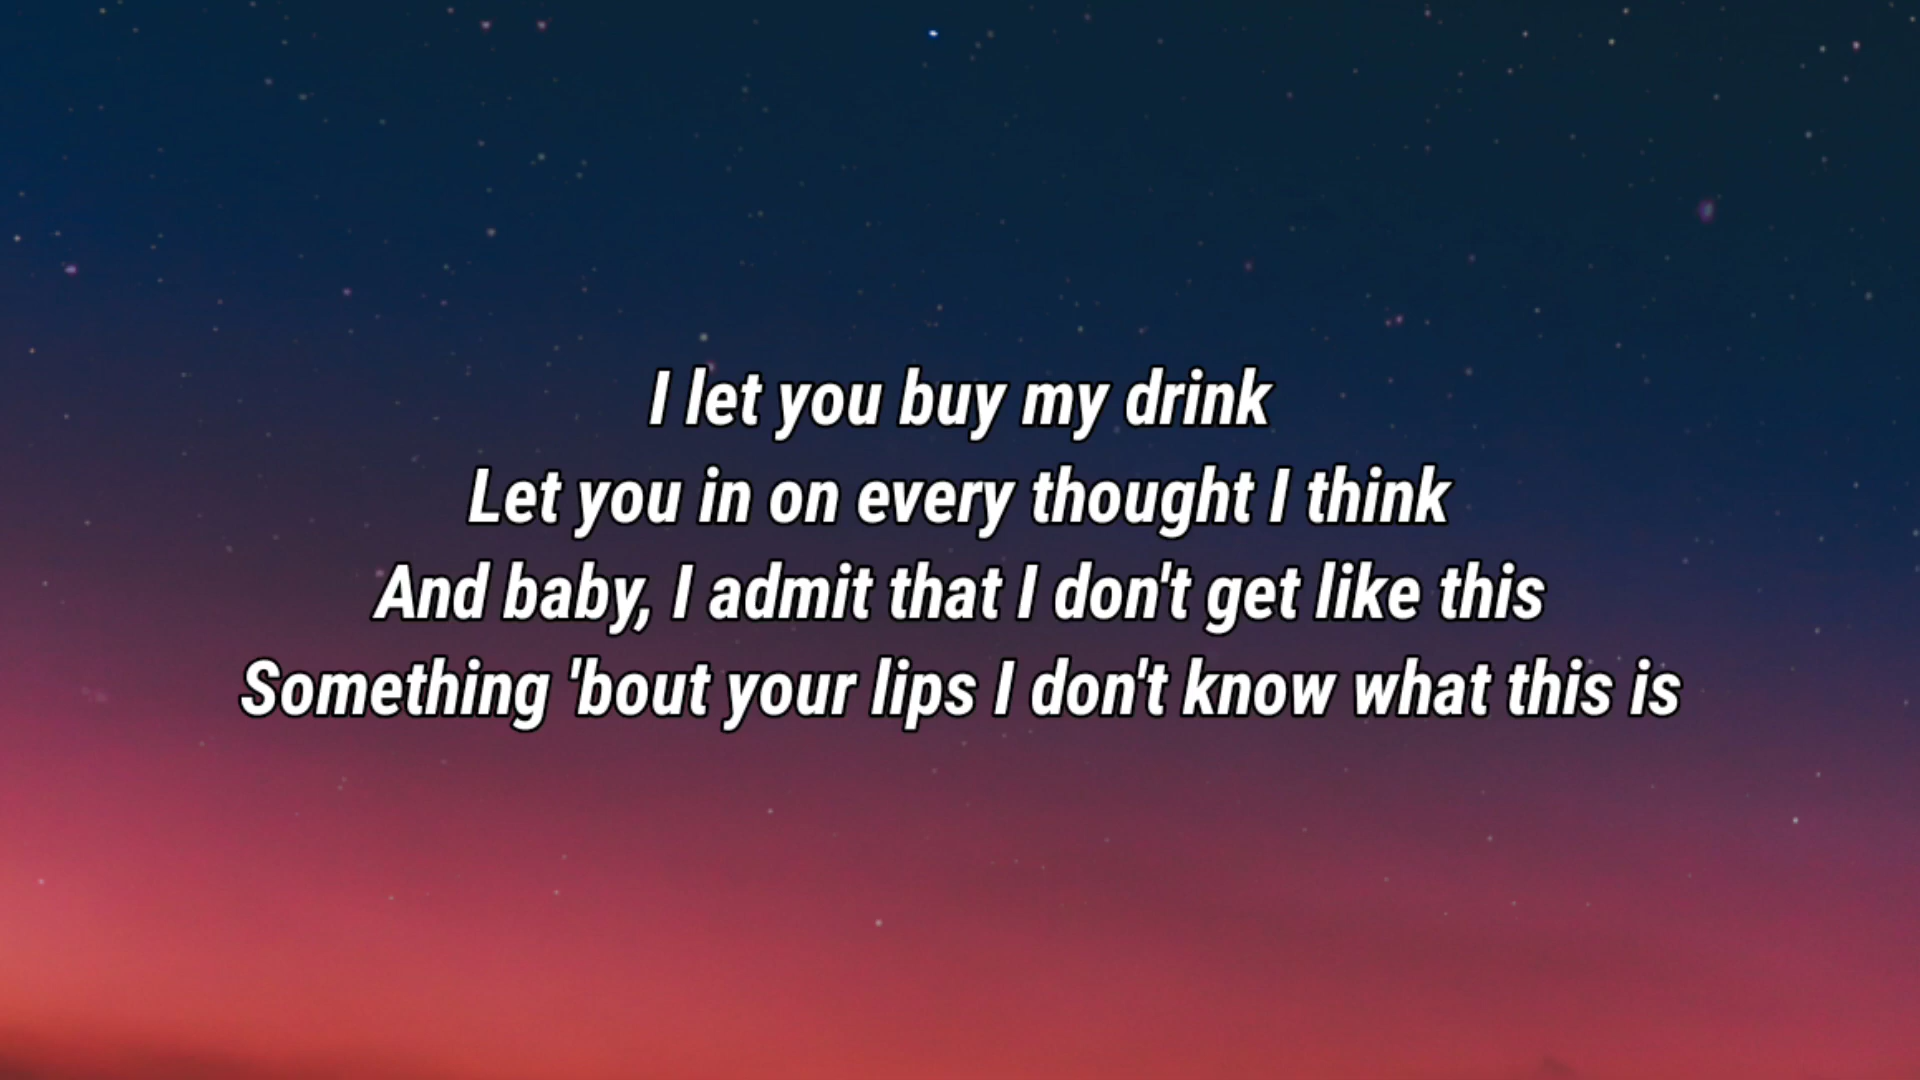 I let you buy my drink
Let you in on every thought I think
And baby, I admit that I don't get like this
Something 'bout your lips I don't know what this is